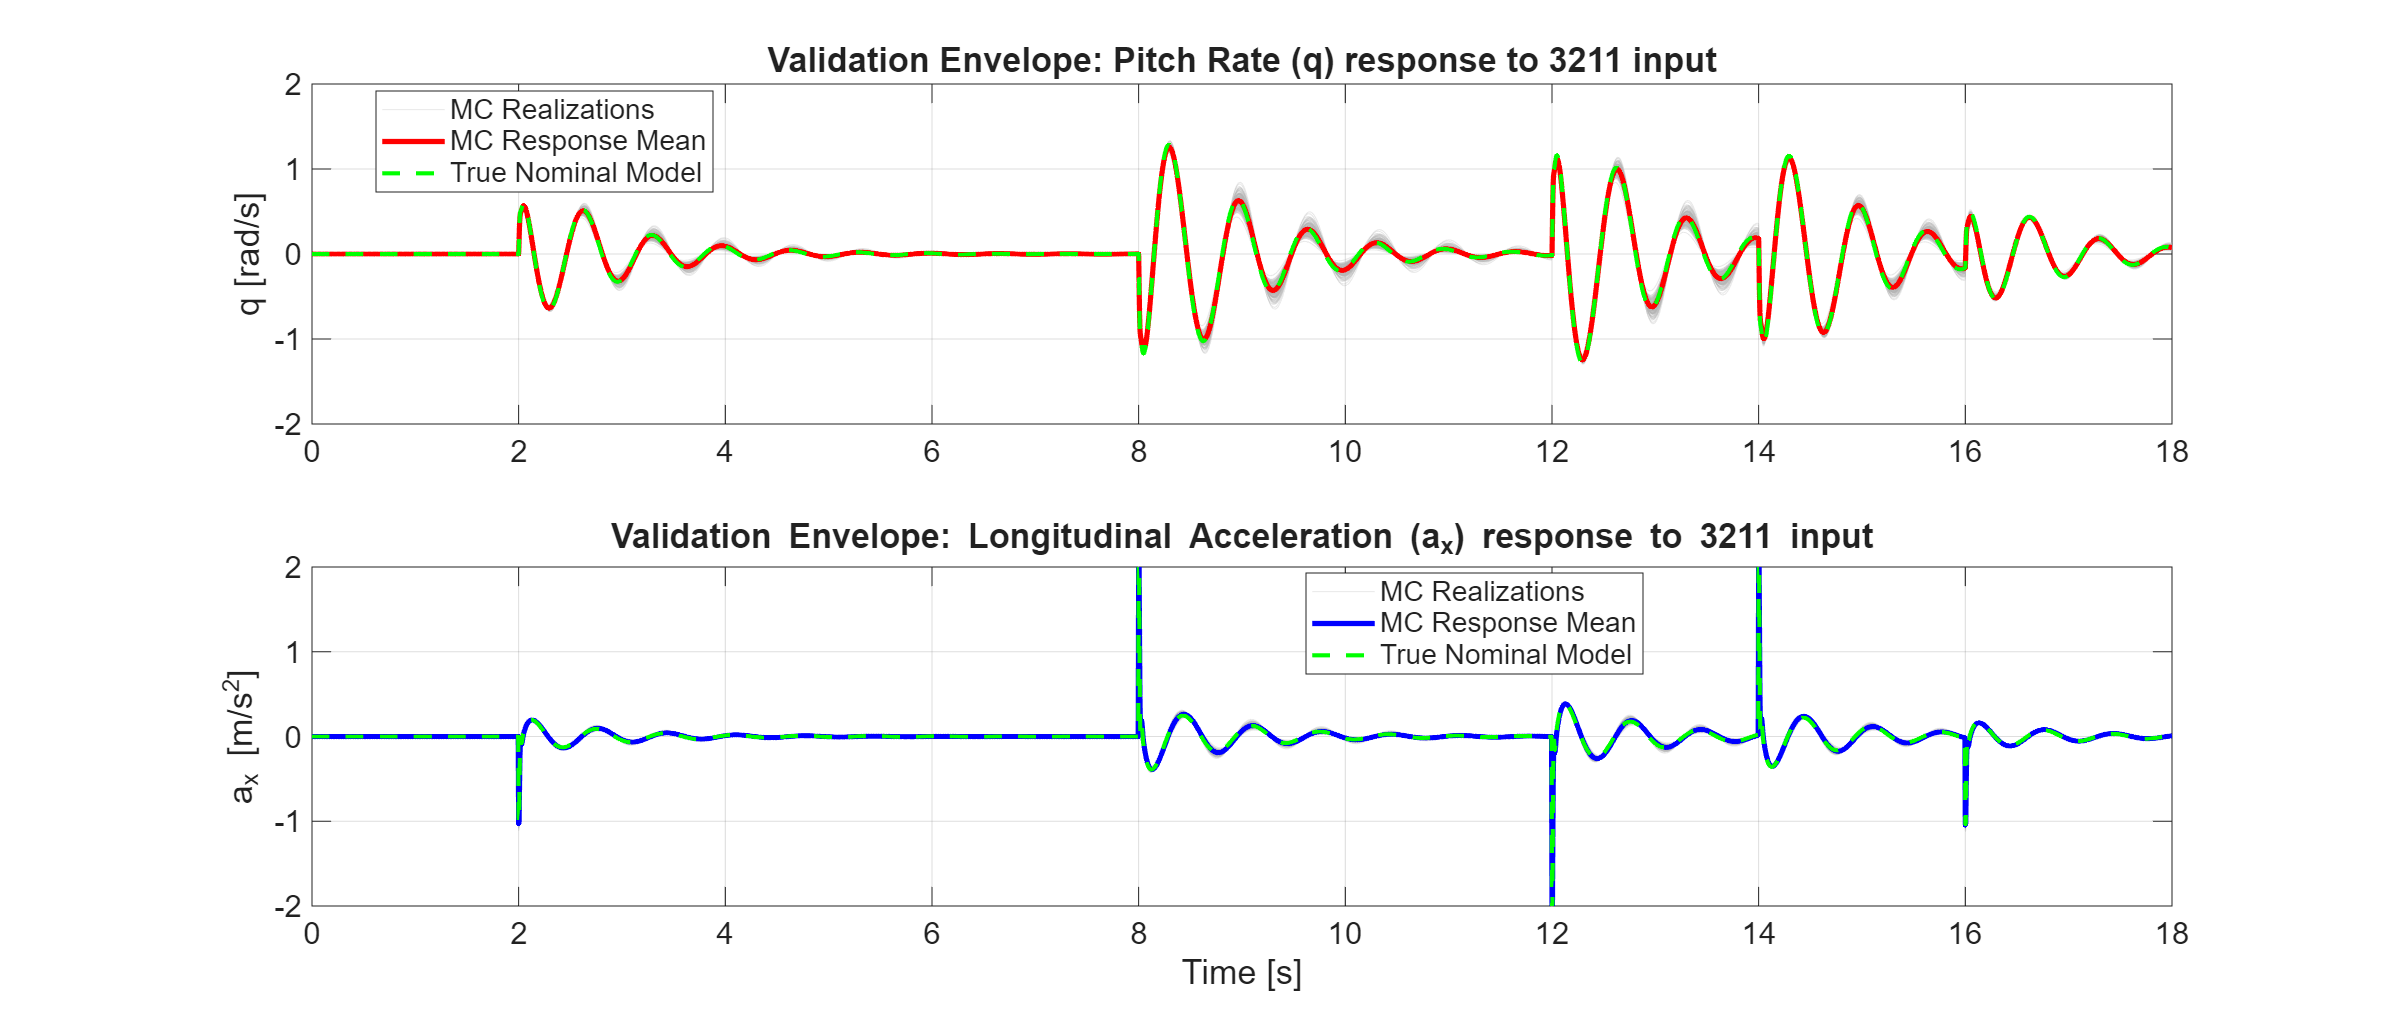 Validation Envelope: Pitch Rate (q) response to 3211 input
2
1
0
-1
-2
q [rad/s]
MC Realizations
MC Response Mean
True Nominal Model
0 2 4 6 8 10 12 14 16 18
Validation Envelope: Longitudinal Acceleration (aₓ) response to 3211 input
2
1
0
-1
-2
aₓ [m/s²]
MC Realizations
MC Response Mean
True Nominal Model
0 2 4 6 8 10 12 14 16 18
Time [s]